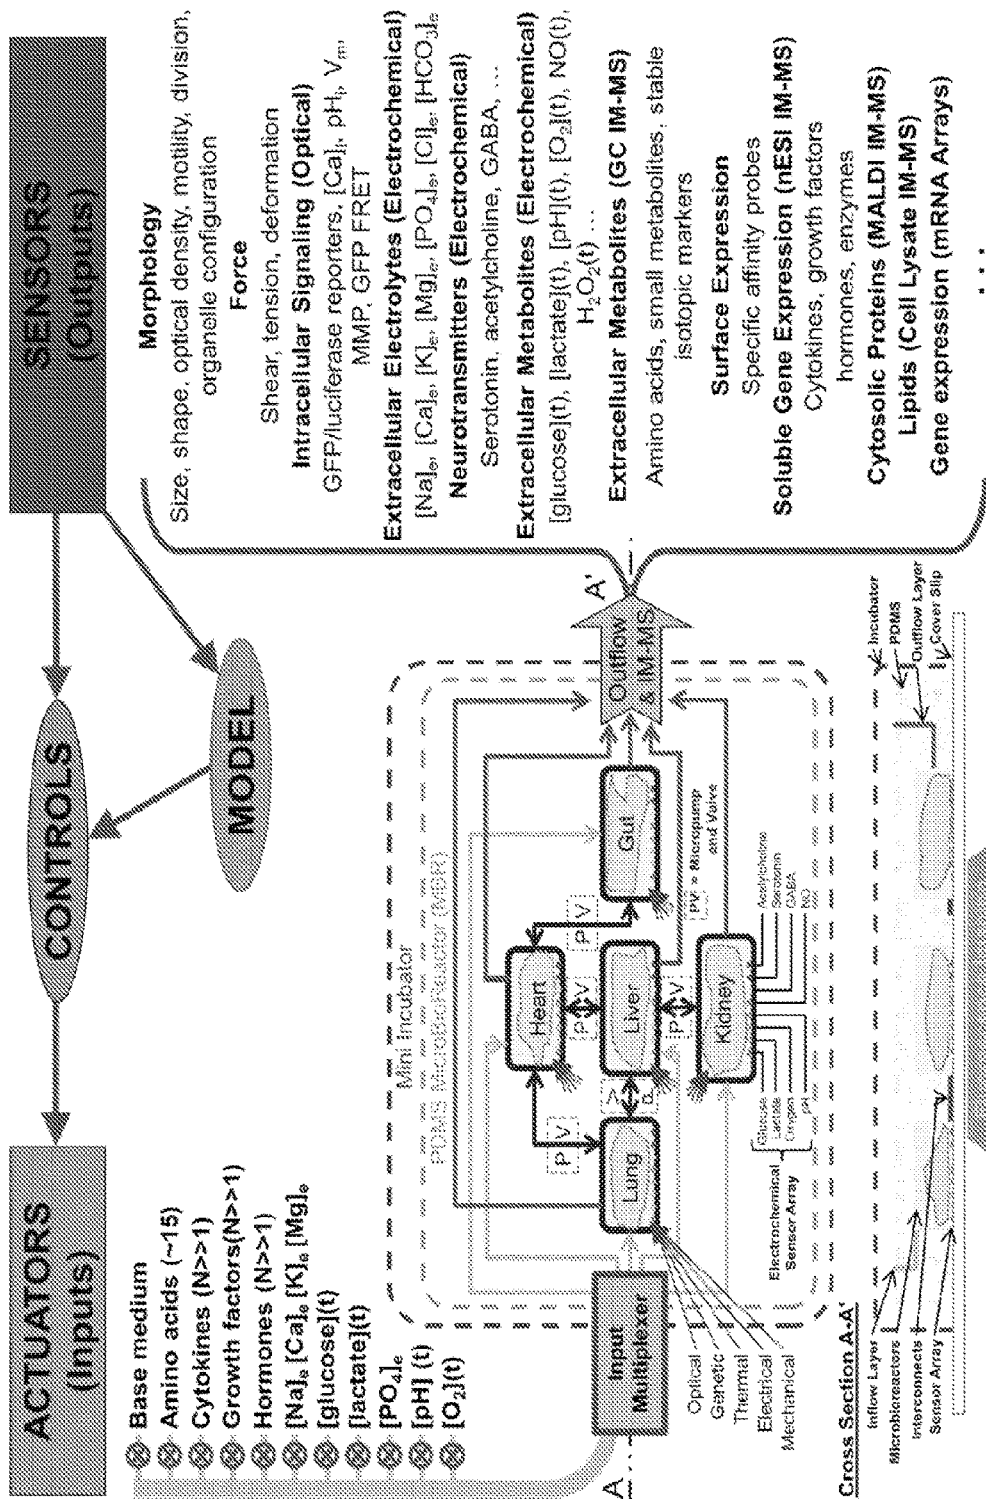 ACTUATORS
(Inputs)
CONTROLS
MODEL
SENSORS
(Outputs)
Base medium
Amino acids (~15)
Cytokines (N>>1)
Growth factors(N>>1)
Hormones (N>>1)
[Na]e [Ca]e [K]e [Mg]e
[glucose](t)
[lactate](t)
[PO4]e
[pH] (t)
[O2](t)
Morphology
Size, shape, optical density, motility, division,
organelle configuration
Force
Shear, tension, deformation
Intracellular Signaling (Optical)
GFP/luciferase reporters, [Ca]i, pHi, Vm,
MMP, GFP FRET
Extracellular Electrolytes (Electrochemical)
[Na]e, [Ca]e, [K]e, [Mg]e, [PO4]e, [Cl]e, [HCO3]e
Neurotransmitters (Electrochemical)
Serotonin, acetylcholine, GABA, ...
Extracellular Metabolites (Electrochemical)
[glucose](t), [lactate](t), [pH](t), [O2](t), NO(t),
H2O2(t) ...
Extracellular Metabolites (GC IM-MS)
Amino acids, small metabolites, stable
isotopic markers
Surface Expression
Specific affinity probes
Soluble Gene Expression (nESI IM-MS)
Cytokines, growth factors
hormones, enzymes
Cytosolic Proteins (MALDI IM-MS)
Lipids (Cell Lysate IM-MS)
Gene expression (mRNA Arrays)
...
Mini Incubator
PDMS MicroBioReactor (MBR)
A
Input
Multiplexer
Optical
Genetic
Thermal
Electrical
Mechanical
Lung
P V
V
P
Heart
P V
Liver
P V
Kidney
P V
Gut
PV = Micropump
and Valve
Outflow
& IM-MS
A'
Glucose
Lactate
Oxygen
pH
Electrochemical
Sensor Array
Acetylcholine
Serotonin
GABA
NO
Cross Section A-A'
Inflow Layer
Microbioreactors
Interconnects
Sensor Array
Incubator
PDMS
Outflow Layer
Cover Slip